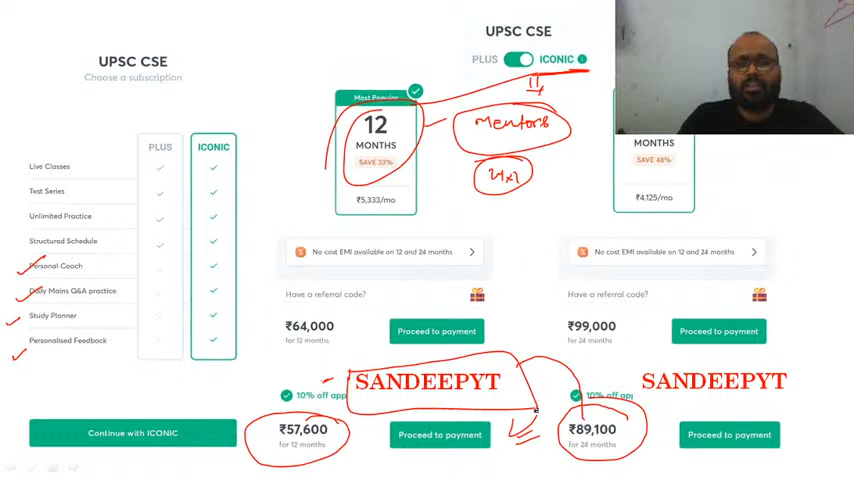 UPSC CSE
Choose a subscription
PLUS
ICONIC
Live Classes
Test Series
Unlimited Practice
Structured Schedule
Personal Coach
Daily Mains Q&A practice
Study Planner
Personalised Feedback
Continue with ICONIC
UPSC CSE
PLUS
ICONIC
Most Popular
12
MONTHS
SAVE 33%
₹5,333/mo
Mentors
24x7
MONTHS
SAVE 48%
₹4,125/mo
No cost EMI available on 12 and 24 months
Have a referral code?
₹64,000
for 12 months
Proceed to payment
10% off app
SANDEEPYT
₹57,600
for 12 months
Proceed to payment
No cost EMI available on 12 and 24 months
Have a referral code?
₹99,000
for 24 months
Proceed to payment
10% off app
SANDEEPYT
₹89,100
for 24 months
Proceed to payment